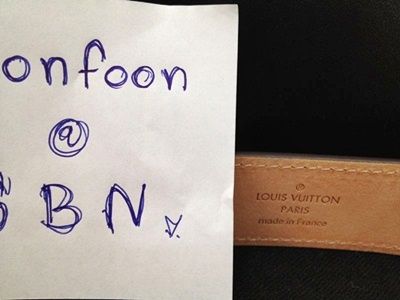 onfoon
@
BN
®
LOUIS VUITTON
PARIS
made in France